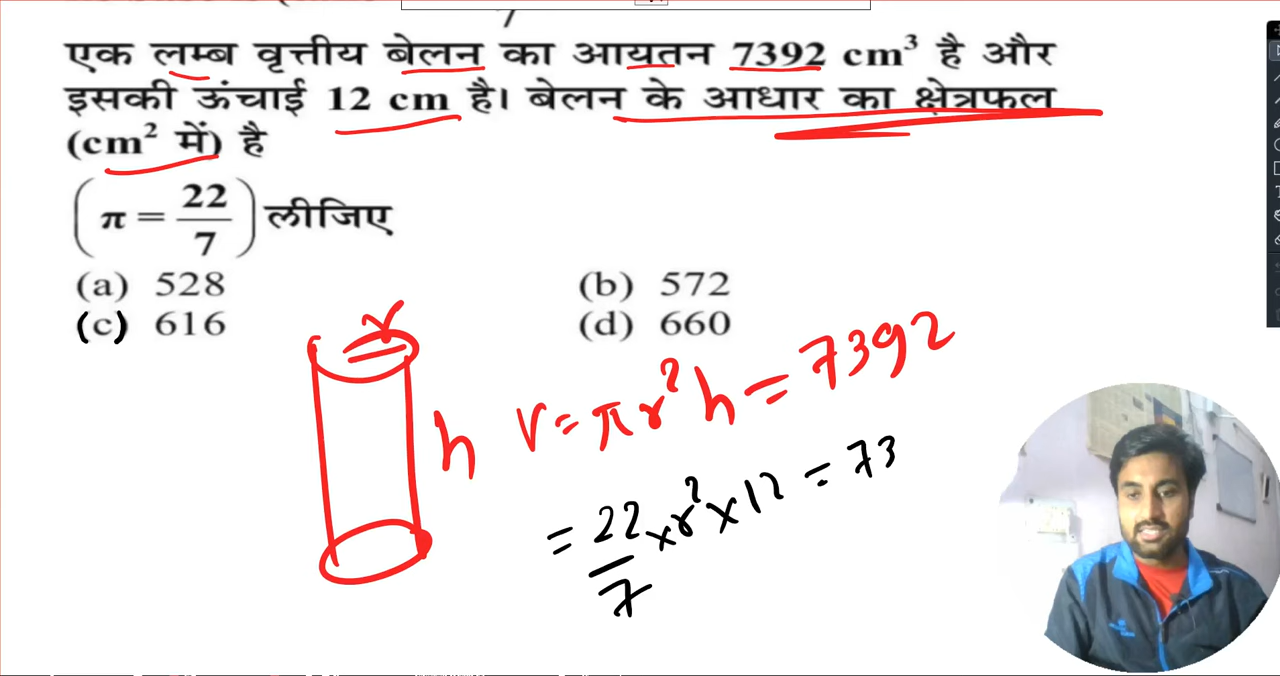 एक लम्ब वृत्तीय बेलन का आयतन 7392 cm³ है और
इसकी ऊंचाई 12 cm है। बेलन के आधार का क्षेत्रफल
(cm² में) है
(π = 22/7) लीजिए
(a) 528 (b) 572
(c) 616 (d) 660
r
h
V = πr²h = 7392
= 22/7 × r² × 12 = 73